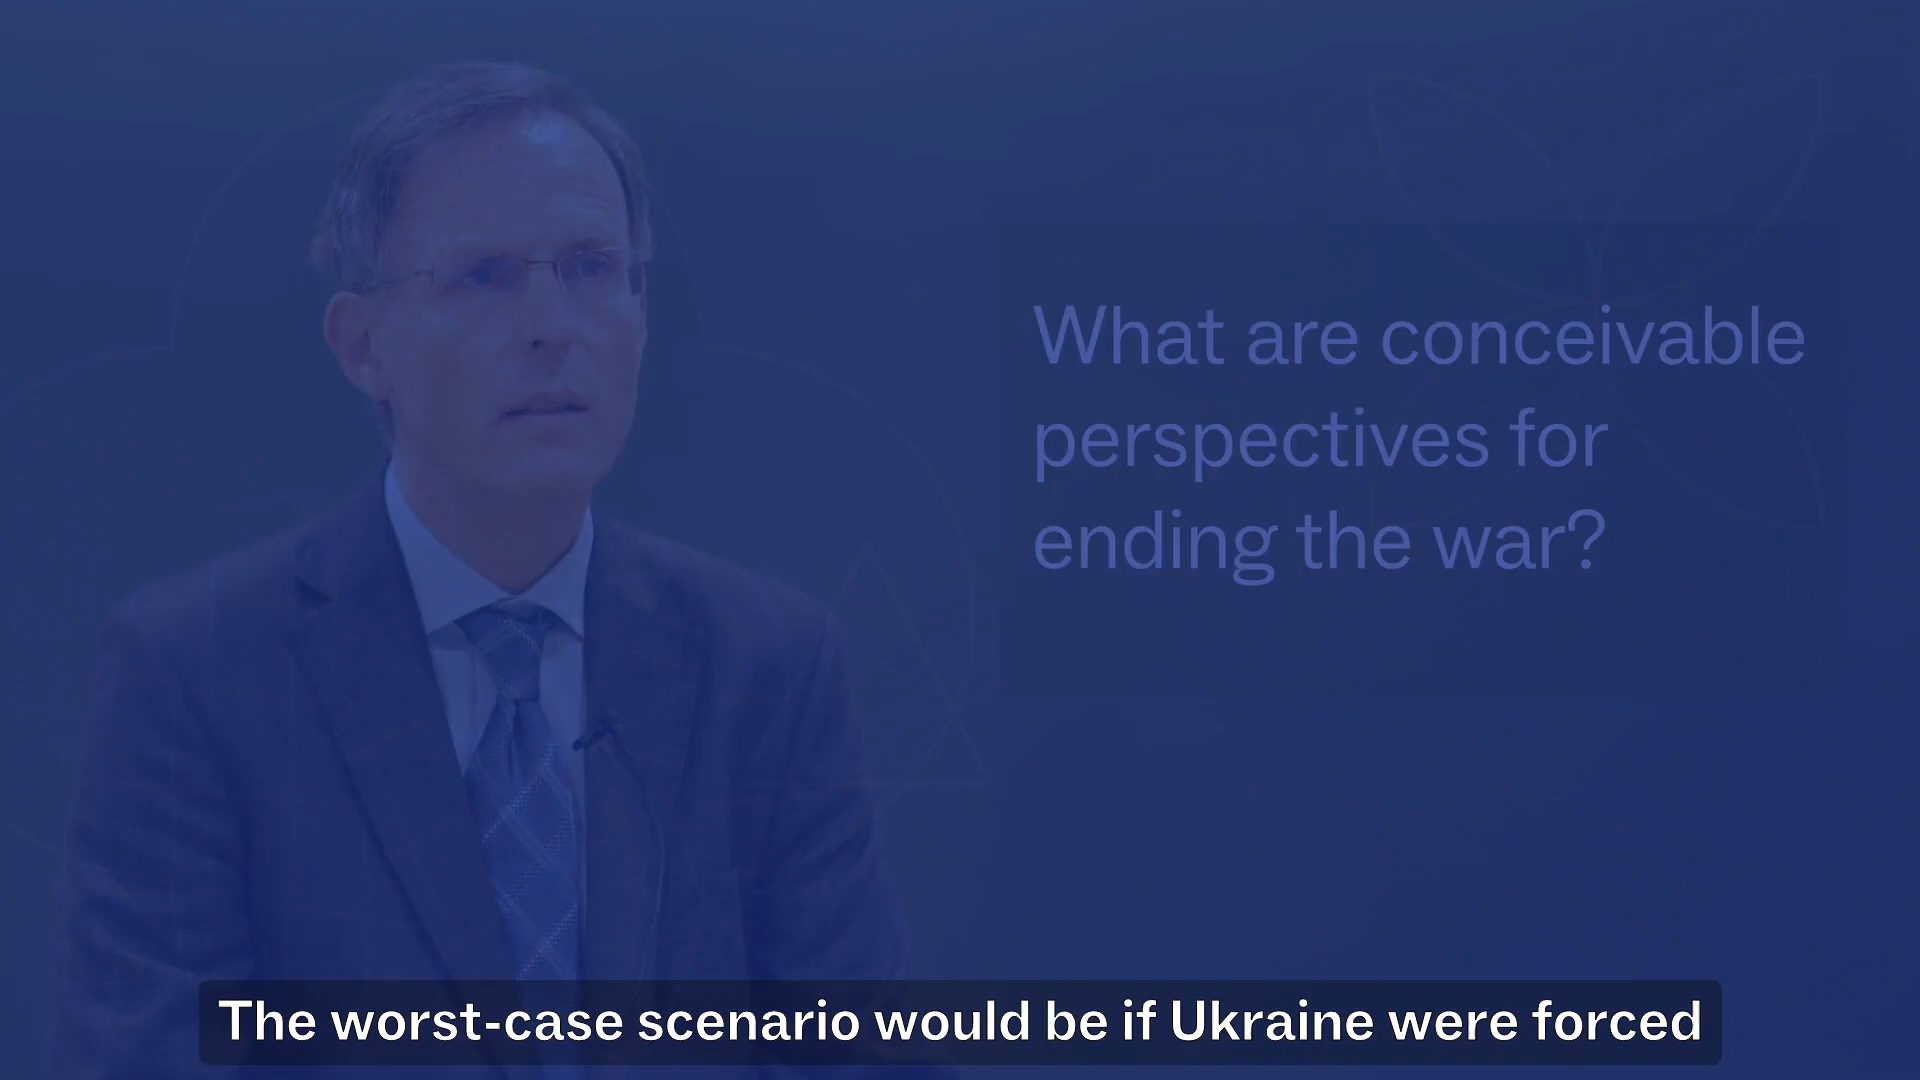 What are conceivable
perspectives for
ending the war?
The worst-case scenario would be if Ukraine were forced